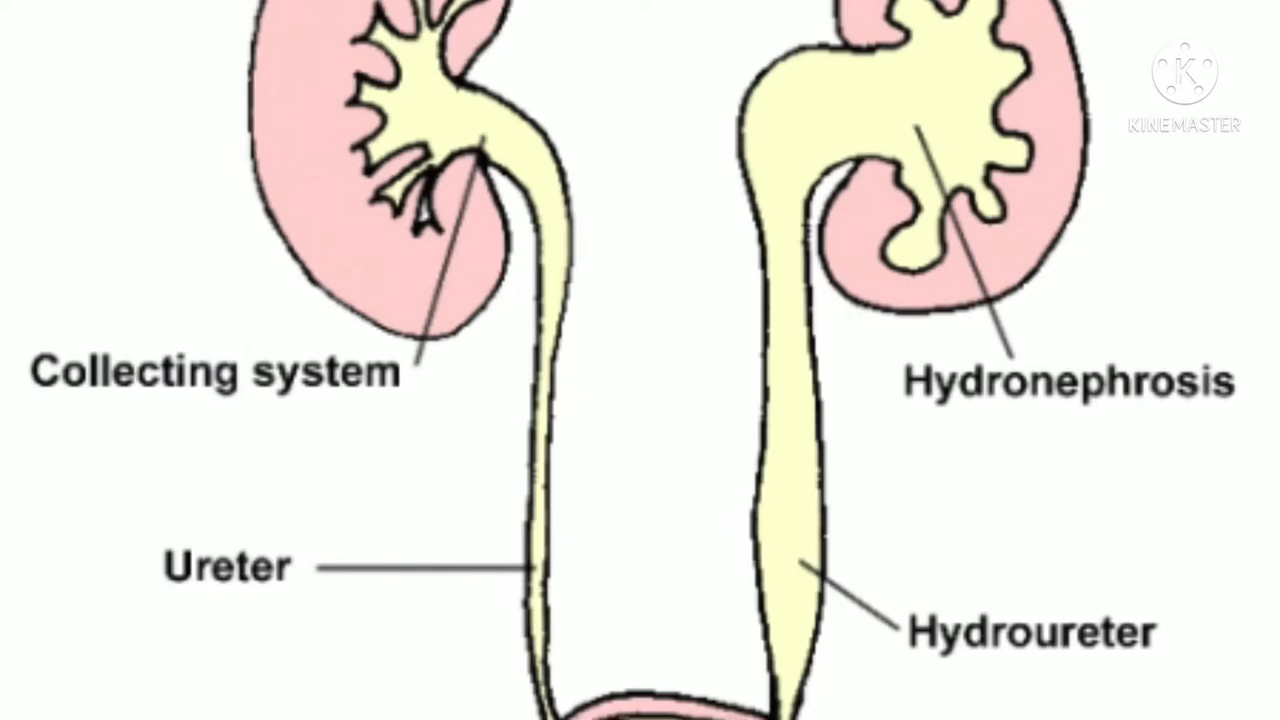 K
KINEMASTER
Collecting system
Hydronephrosis
Ureter
Hydroureter